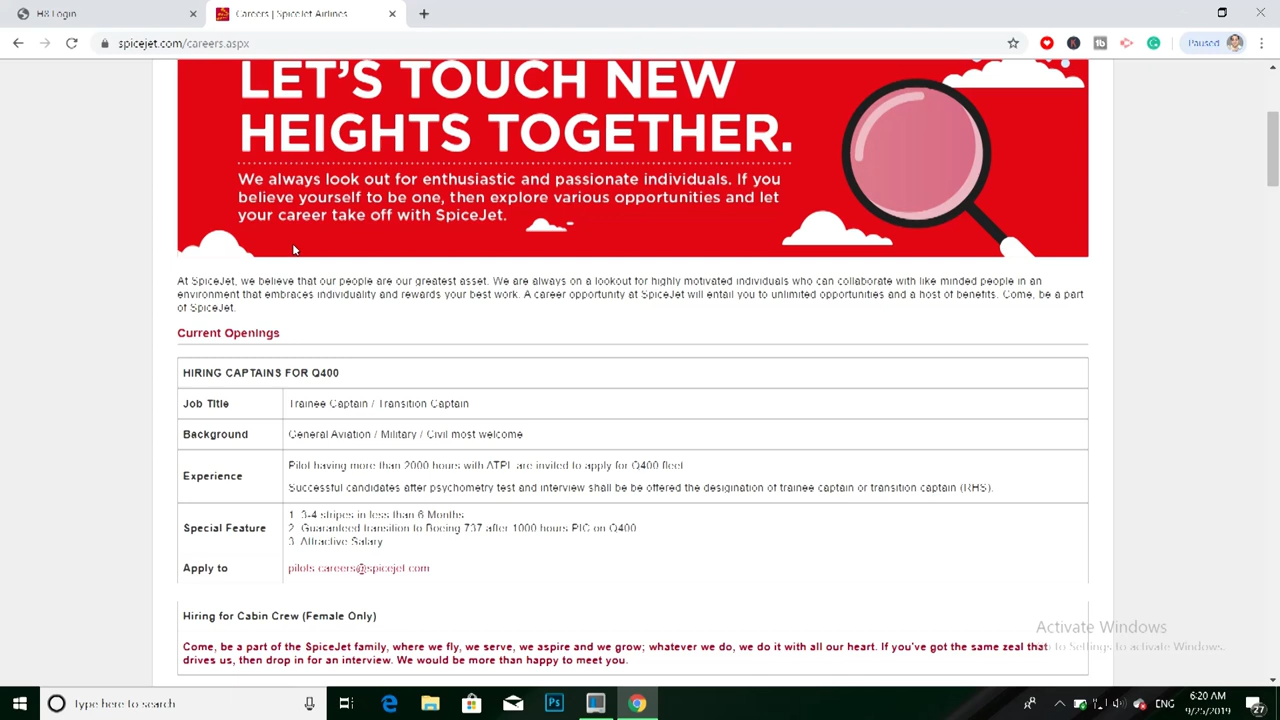 H8 Login
Careers | SpiceJet Airlines
spicejet.com/careers.aspx
Paused
LET'S TOUCH NEW
HEIGHTS TOGETHER.
We always look out for enthusiastic and passionate individuals. If you
believe yourself to be one, then explore various opportunities and let
your career take off with SpiceJet.
At SpiceJet, we believe that our people are our greatest asset. We are always on a lookout for highly motivated individuals who can collaborate with like minded people in an
environment that embraces individuality and rewards your best work. A career opportunity at SpiceJet will entail you to unlimited opportunities and a host of benefits. Come, be a part
of SpiceJet.
Current Openings
HIRING CAPTAINS FOR Q400
Job Title
Trainee Captain / Transition Captain
Background
General Aviation / Military / Civil most welcome
Experience
Pilot having more than 2000 hours with ATPL are invited to apply for Q400 fleet
Successful candidates after psychometry test and interview shall be be offered the designation of trainee captain or transition captain (RHS).
Special Feature
1. 3-4 stripes in less than 6 Months
2. Guaranteed transition to Boeing 737 after 1000 hours PIC on Q400
3. Attractive Salary
Apply to
pilots.careers@spicejet.com
Hiring for Cabin Crew (Female Only)
Come, be a part of the SpiceJet family, where we fly, we serve, we aspire and we grow; whatever we do, we do it with all our heart. If you've got the same zeal that
drives us, then drop in for an interview. We would be more than happy to meet you.
Activate Windows
to Settings to activate Windows.
Type here to search
Ps
ENG
6:20 AM
9/25/2019
27